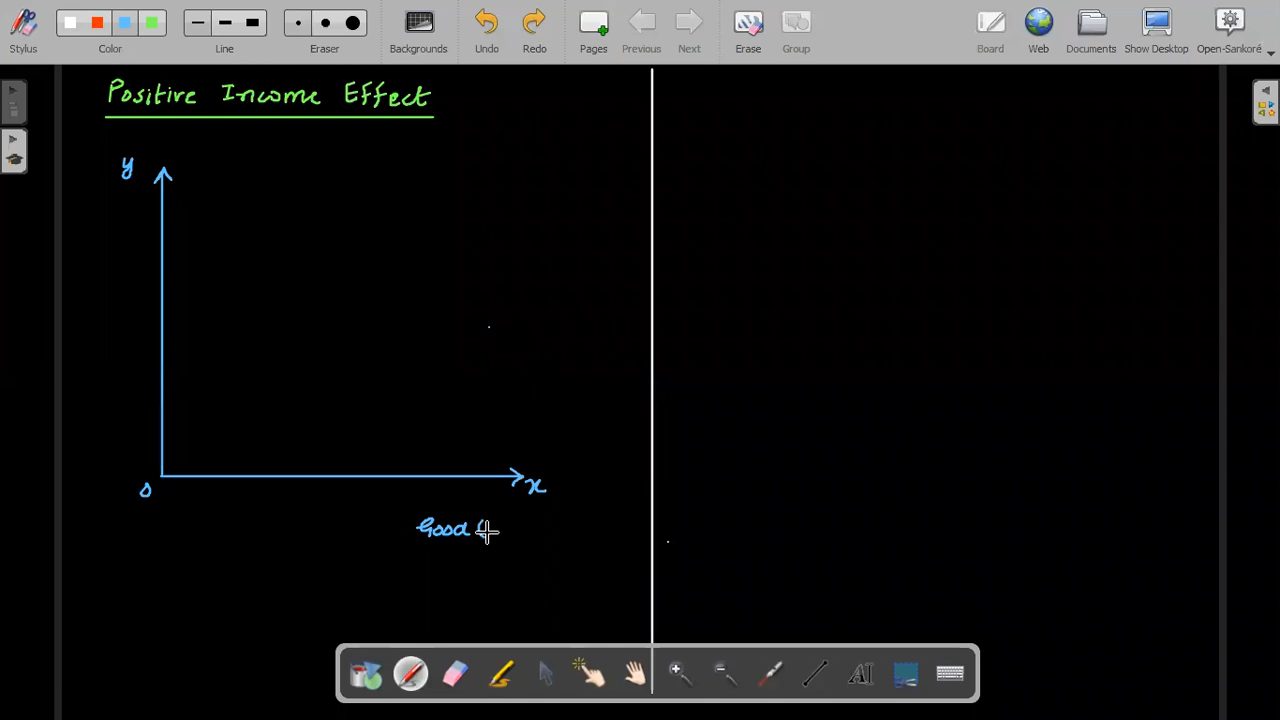 Stylus
Color
Line
Eraser
Backgrounds
Undo
Redo
Pages
Previous
Next
Erase
Group
Board
Web
Documents
Show Desktop
Open-Sankoré
Positive Income Effect
y
o
x
Good (
AI